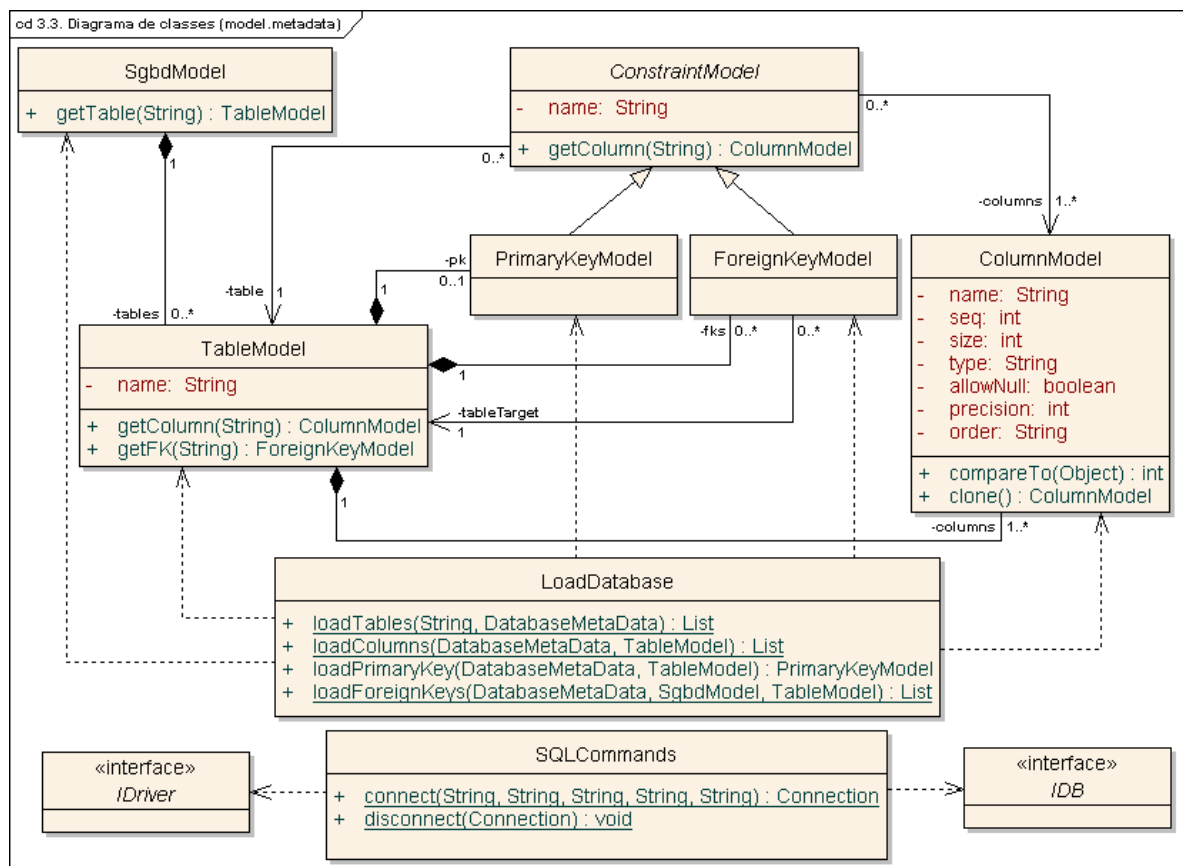 cd 3.3. Diagrama de classes (model.metadata)
SgbdModel
+ getTable(String) : TableModel
1
-tables 0..*
ConstraintModel
- name: String
+ getColumn(String) : ColumnModel
0..*
0..*
-columns 1..*
-table 1
PrimaryKeyModel
-pk
0..1
1
ForeignKeyModel
-fks 0..*
0..*
1
-tableTarget
1
ColumnModel
- name: String
- seq: int
- size: int
- type: String
- allowNull: boolean
- precision: int
- order: String
+ compareTo(Object) : int
+ clone() : ColumnModel
-columns 1..*
TableModel
- name: String
+ getColumn(String) : ColumnModel
+ getFK(String) : ForeignKeyModel
1
LoadDatabase
+ loadTables(String, DatabaseMetaData) : List
+ loadColumns(DatabaseMetaData, TableModel) : List
+ loadPrimaryKey(DatabaseMetaData, TableModel) : PrimaryKeyModel
+ loadForeignKeys(DatabaseMetaData, SgbdModel, TableModel) : List
«interface»
IDriver
SQLCommands
+ connect(String, String, String, String, String) : Connection
+ disconnect(Connection) : void
«interface»
IDB